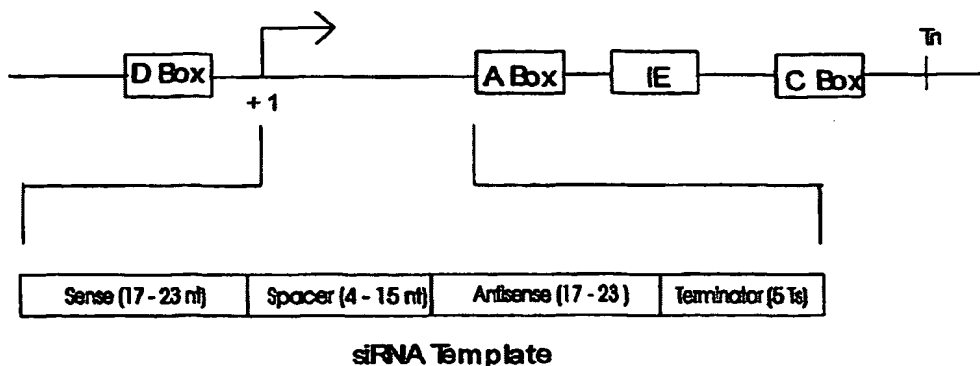 Tn
D Box
A Box
IE
C Box
+ 1
Sense (17 - 23 nt)
Spacer (4 - 15 nt)
Antisense (17 - 23 )
Terminator (5 Ts)
siRNA Template